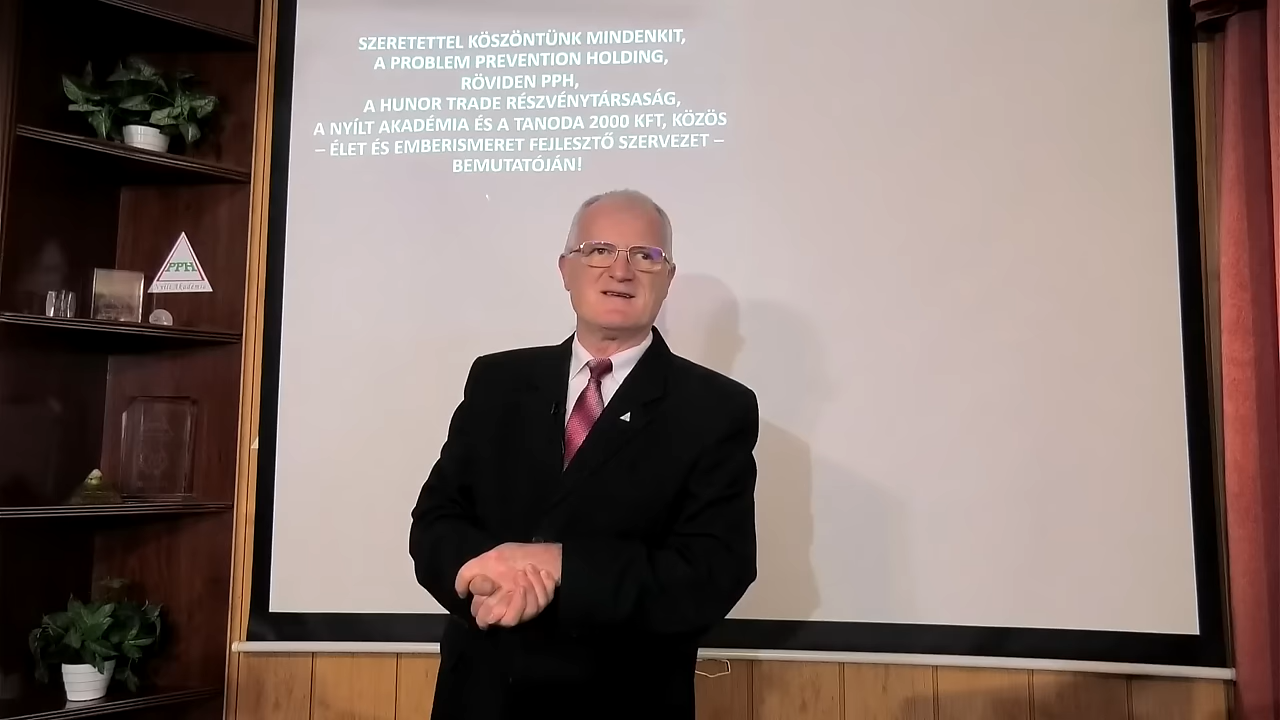 SZERETETTEL KÖSZÖNTÜNK MINDENKIT,
A PROBLEM PREVENTION HOLDING,
RÖVIDEN PPH,
A HUNOR TRADE RÉSZVÉNYTÁRSASÁG,
A NYÍLT AKADÉMIA ÉS A TANODA 2000 KFT, KÖZÖS
– ÉLET ÉS EMBERISMERET FEJLESZTŐ SZERVEZET –
BEMUTATÓJÁN!
PPH
Nyílt Akadémia